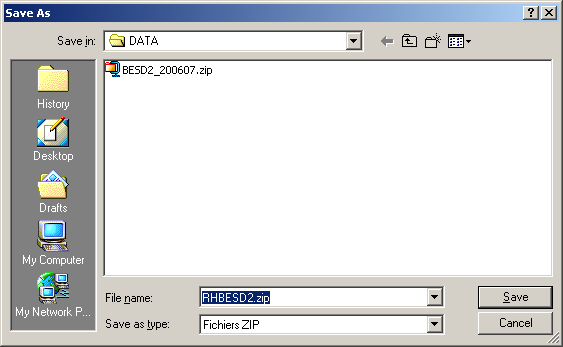 Save As
Save in: DATA
BESD2_200607.zip
History
Desktop
Drafts
My Computer
My Network P...
File name: RHBESD2.zip Save
Save as type: Fichiers ZIP Cancel